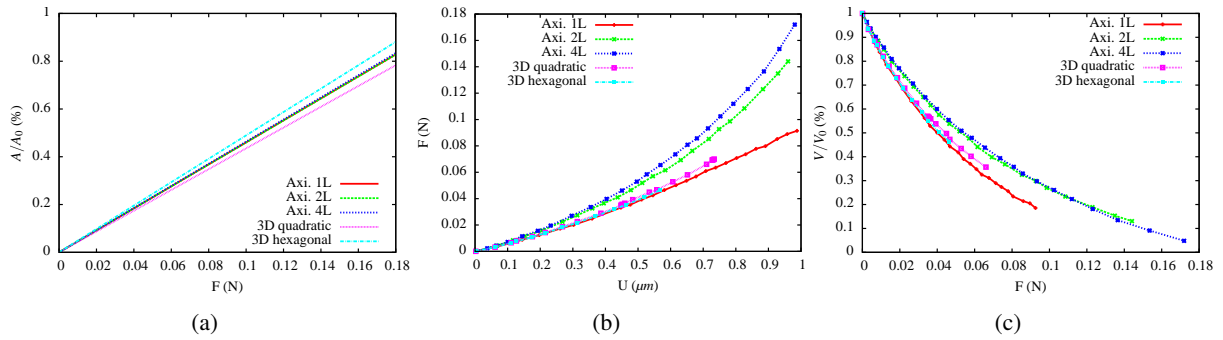 A/A0 (%)
1
0.8
0.6
0.4
0.2
0
0 0.02 0.04 0.06 0.08 0.1 0.12 0.14 0.16 0.18
F (N)
Axi. 1L
Axi. 2L
Axi. 4L
3D quadratic
3D hexagonal
(a)
F (N)
0.18
0.16
0.14
0.12
0.1
0.08
0.06
0.04
0.02
0
0 0.1 0.2 0.3 0.4 0.5 0.6 0.7 0.8 0.9 1
U (μm)
Axi. 1L
Axi. 2L
Axi. 4L
3D quadratic
3D hexagonal
(b)
V/V0 (%)
1
0.9
0.8
0.7
0.6
0.5
0.4
0.3
0.2
0.1
0
0 0.02 0.04 0.06 0.08 0.1 0.12 0.14 0.16 0.18
F (N)
Axi. 1L
Axi. 2L
Axi. 4L
3D quadratic
3D hexagonal
(c)